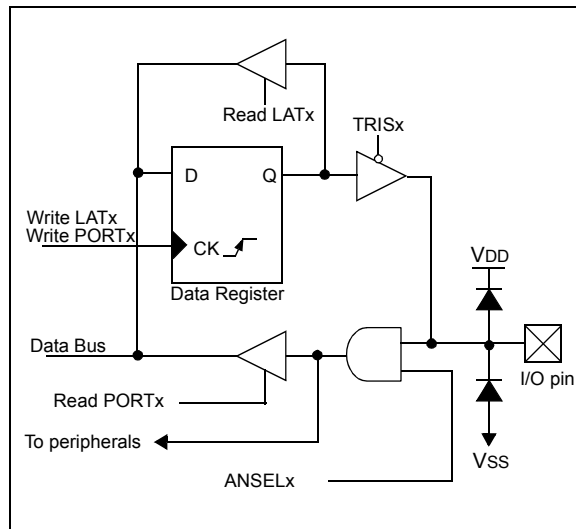 Read LATx
TRISx
D
Q
Write LATx
Write PORTx
CK
Data Register
VDD
Data Bus
I/O pin
Read PORTx
To peripherals
VSS
ANSELx